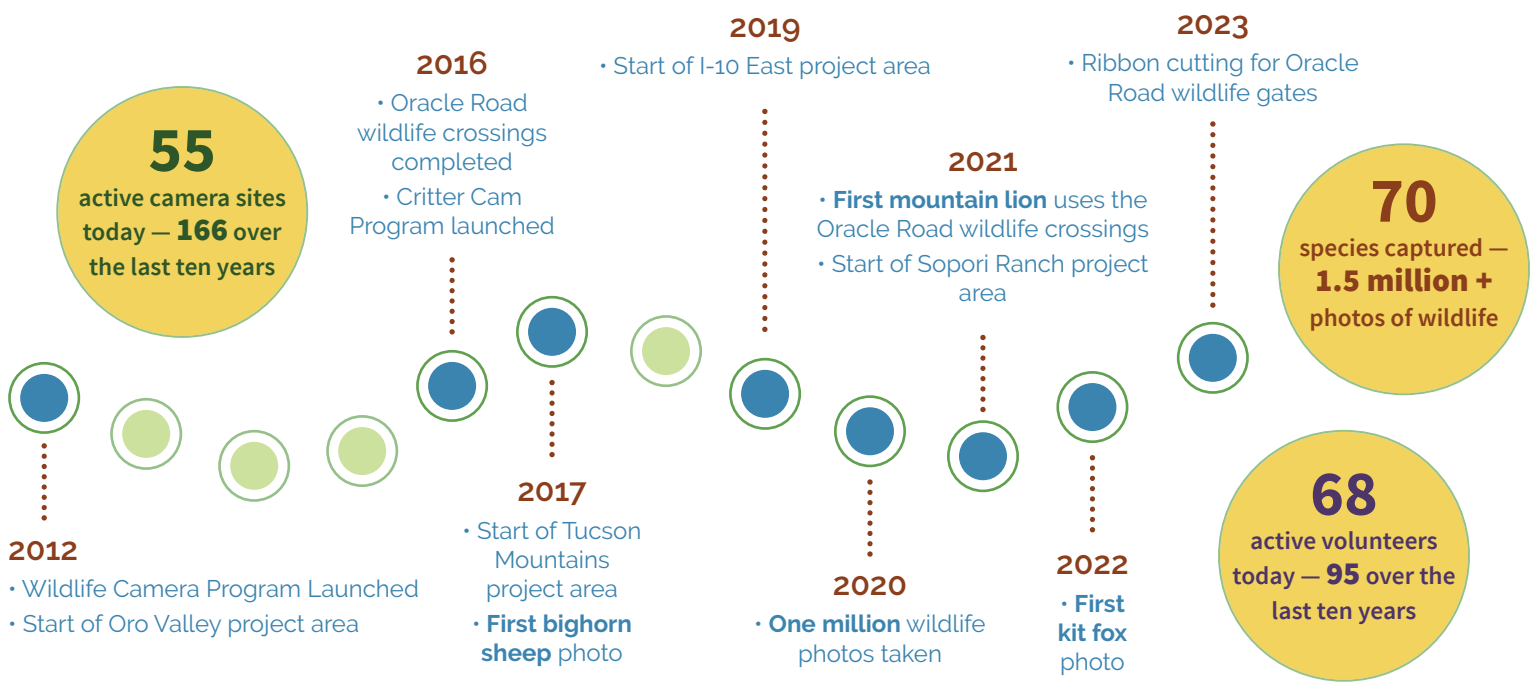 55
active camera sites
today — 166 over
the last ten years
2012
• Wildlife Camera Program Launched
• Start of Oro Valley project area
2016
• Oracle Road
wildlife crossings
completed
• Critter Cam
Program launched
2017
• Start of Tucson
Mountains
project area
• First bighorn
sheep photo
2019
• Start of I-10 East project area
2020
• One million wildlife
photos taken
2021
• First mountain lion uses the
Oracle Road wildlife crossings
• Start of Sopori Ranch project
area
2022
• First
kit fox
photo
2023
• Ribbon cutting for Oracle
Road wildlife gates
70
species captured —
1.5 million +
photos of wildlife
68
active volunteers
today — 95 over the
last ten years